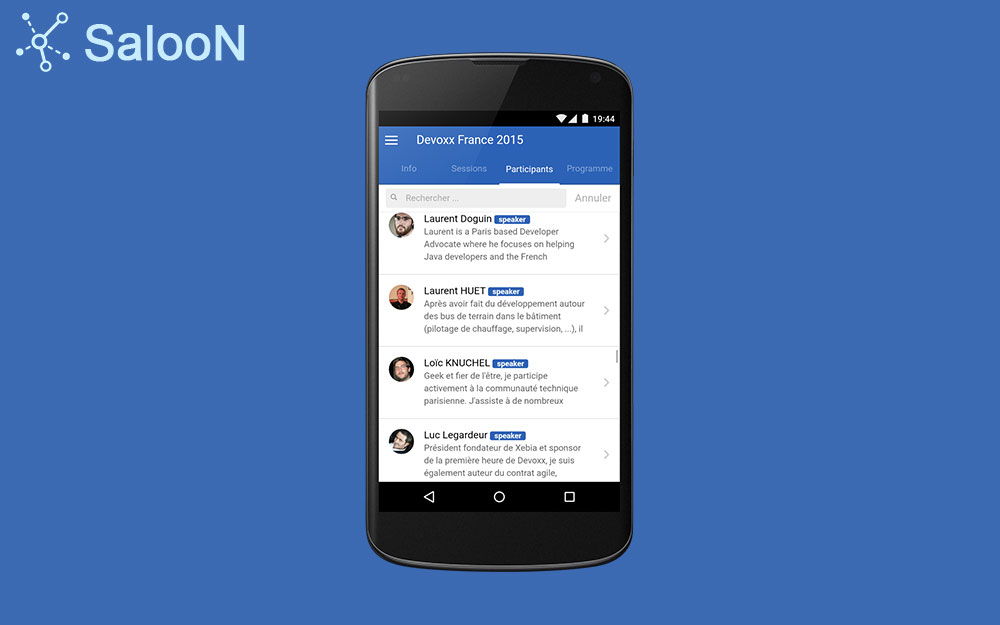 SalooN
19:44
Devoxx France 2015
Info Sessions Participants Programme
Rechercher ... Annuler
Laurent Doguin speaker
Laurent is a Paris based Developer
Advocate where he focuses on helping
Java developers and the French
Laurent HUET speaker
Après avoir fait du développement autour
des bus de terrain dans le bâtiment
(pilotage de chauffage, supervision, ...), il
Loïc KNUCHEL speaker
Geek et fier de l'être, je participe
activement à la communauté technique
parisienne. J'assiste à de nombreux
Luc Legardeur speaker
Président fondateur de Xebia et sponsor
de la première heure de Devoxx, je suis
également auteur du contrat agile,